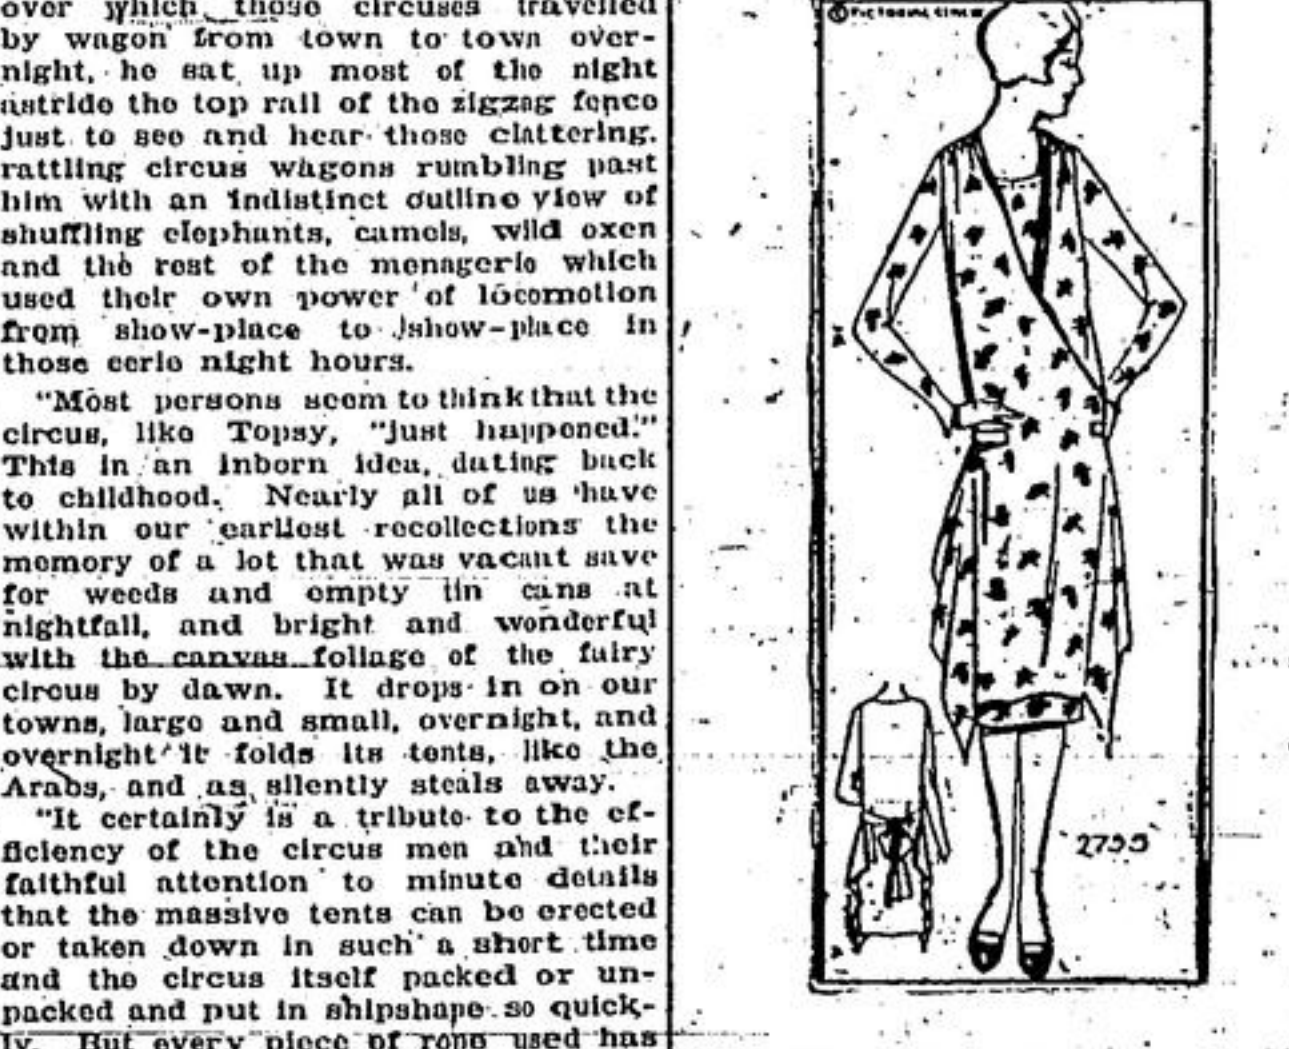 over which those circuses travelled
by wagon from town to town over-
night, he sat up most of the night
astride the top rail of the zigzag fence
just to see and hear those clattering,
rattling circus wagons rumbling past
him with an indistinct outline view of
shuffling elephants, camels, wild oxen
and the rest of the menagerie which
used their own power of locomotion
from show-place to show-place in
those eerie night hours.
"Most persons seem to think that the
circus, like Topsy, "just happened."
This in an inborn idea, dating back
to childhood. Nearly all of us have
within our earliest recollections the
memory of a lot that was vacant save
for weeds and empty tin cans at
nightfall, and bright and wonderful
with the canvas foliage of the fairy
circus by dawn. It drops in on our
towns, large and small, overnight, and
overnight it folds its tents, like the
Arabs, and as silently steals away.
"It certainly is a tribute to the ef-
ficiency of the circus men and their
faithful attention to minute details
that the massive tents can be erected
or taken down in such a short time
and the circus itself packed or un-
packed and put in shipshape so quick-
ly. But every piece of rope used has
©
2799